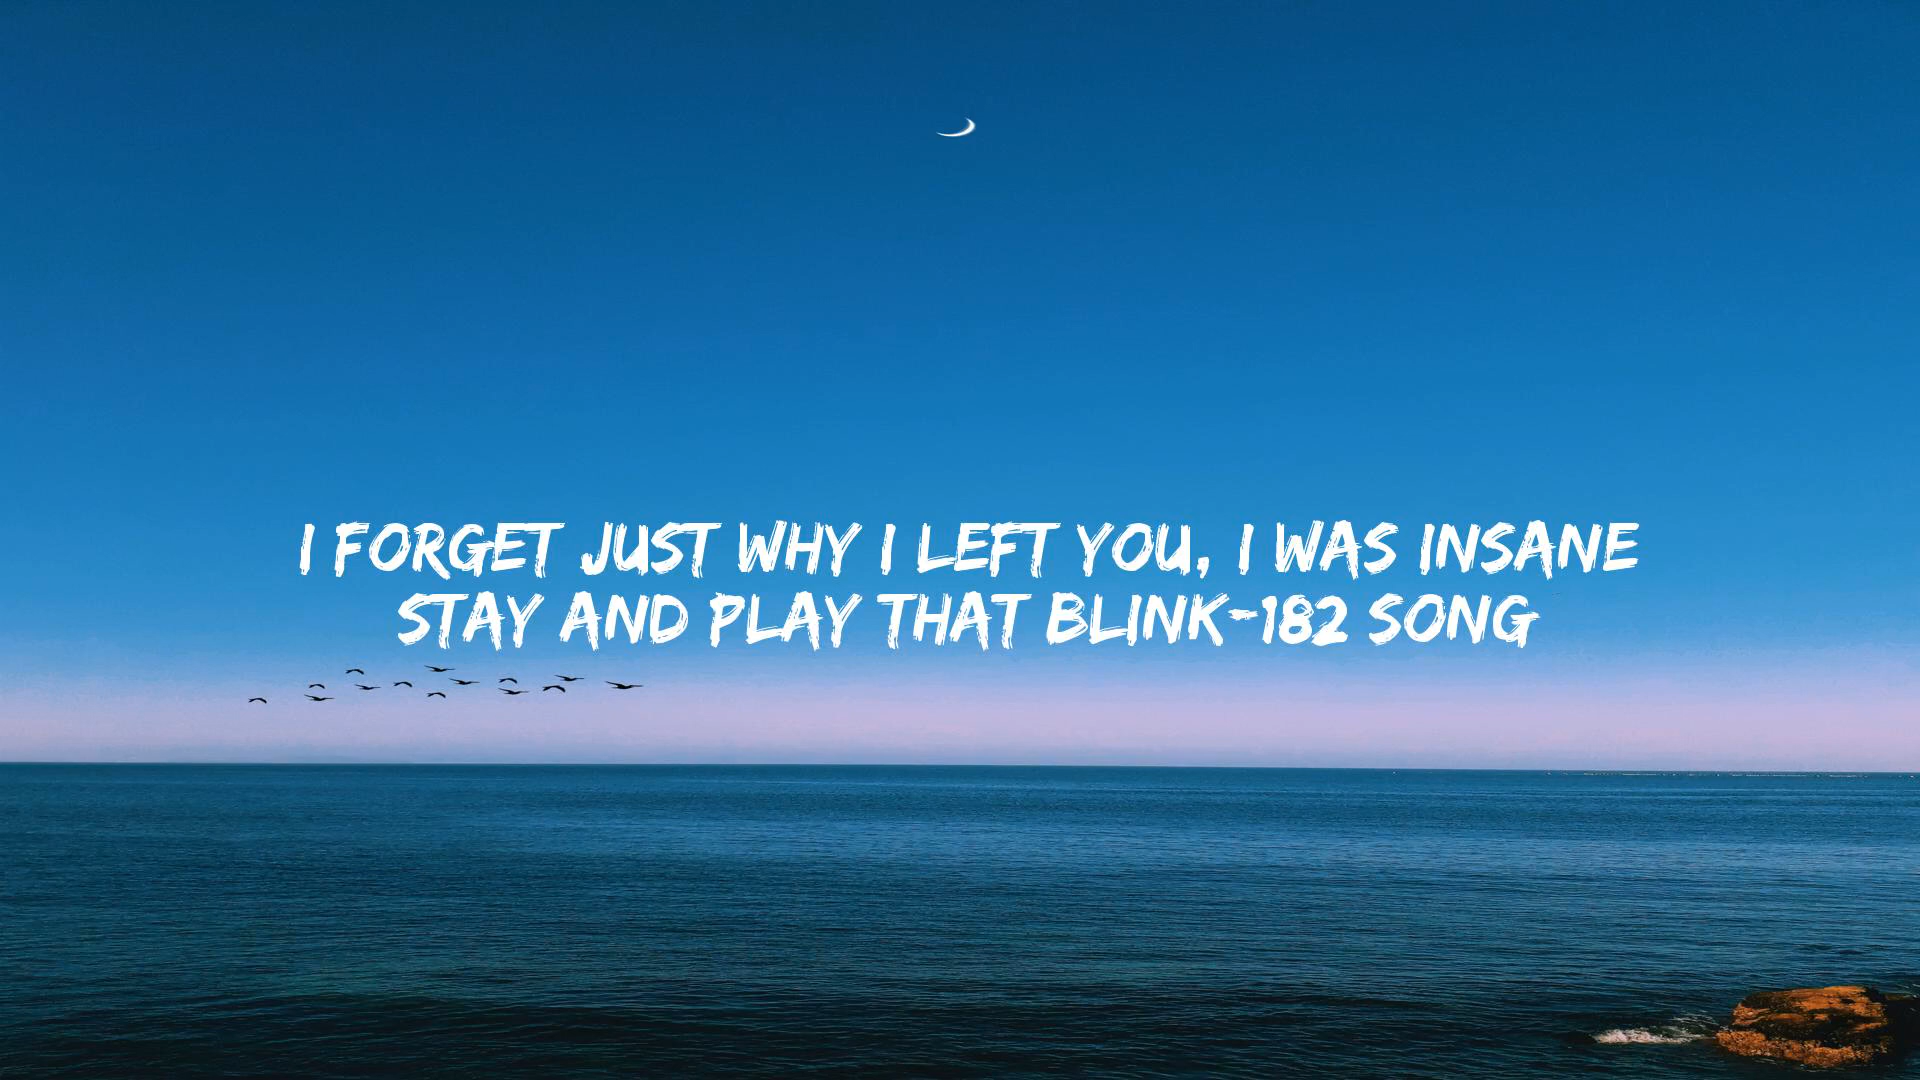 I FORGET JUST WHY I LEFT YOU, I WAS INSANE
STAY AND PLAY THAT BLINK-182 SONG